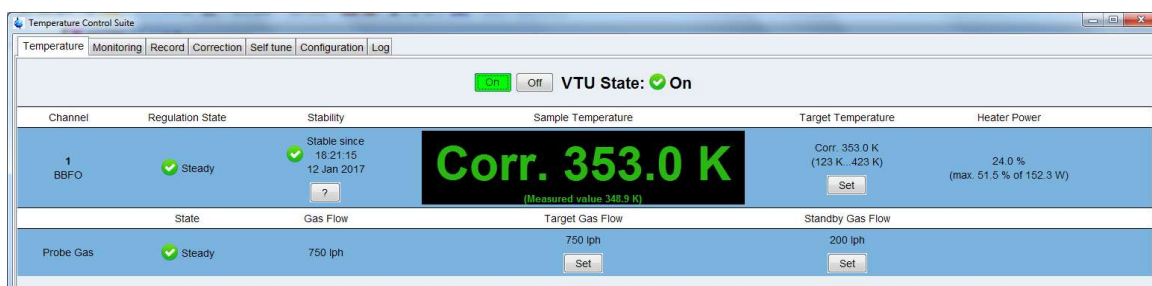 Temperature Control Suite
Temperature Monitoring Record Correction Self tune Configuration Log
On Off VTU State: On
Channel Regulation State Stability Sample Temperature Target Temperature Heater Power
1
BBFO
Steady
Stable since
18:21:15
12 Jan 2017
?
Corr. 353.0 K
(Measured value 348.9 K)
Corr. 353.0 K
(123 K...423 K)
Set
24.0 %
(max. 51.5 % of 152.3 W)
State Gas Flow Target Gas Flow Standby Gas Flow
Probe Gas
Steady
750 lph
750 lph
Set
200 lph
Set